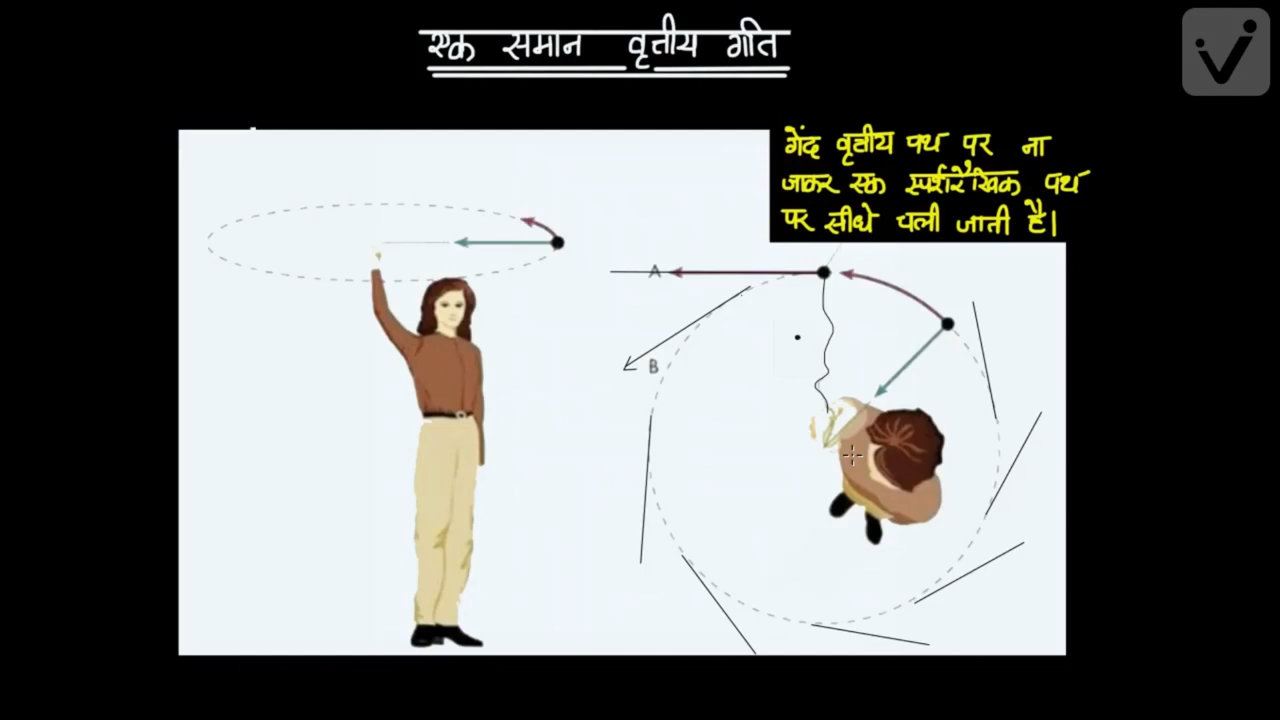 एक समान वृत्तीय गति
गेंद वृत्तीय पथ पर ना
जाकर एक स्पर्शरैखिक पथ
पर सीधे चली जाती है।
A
B